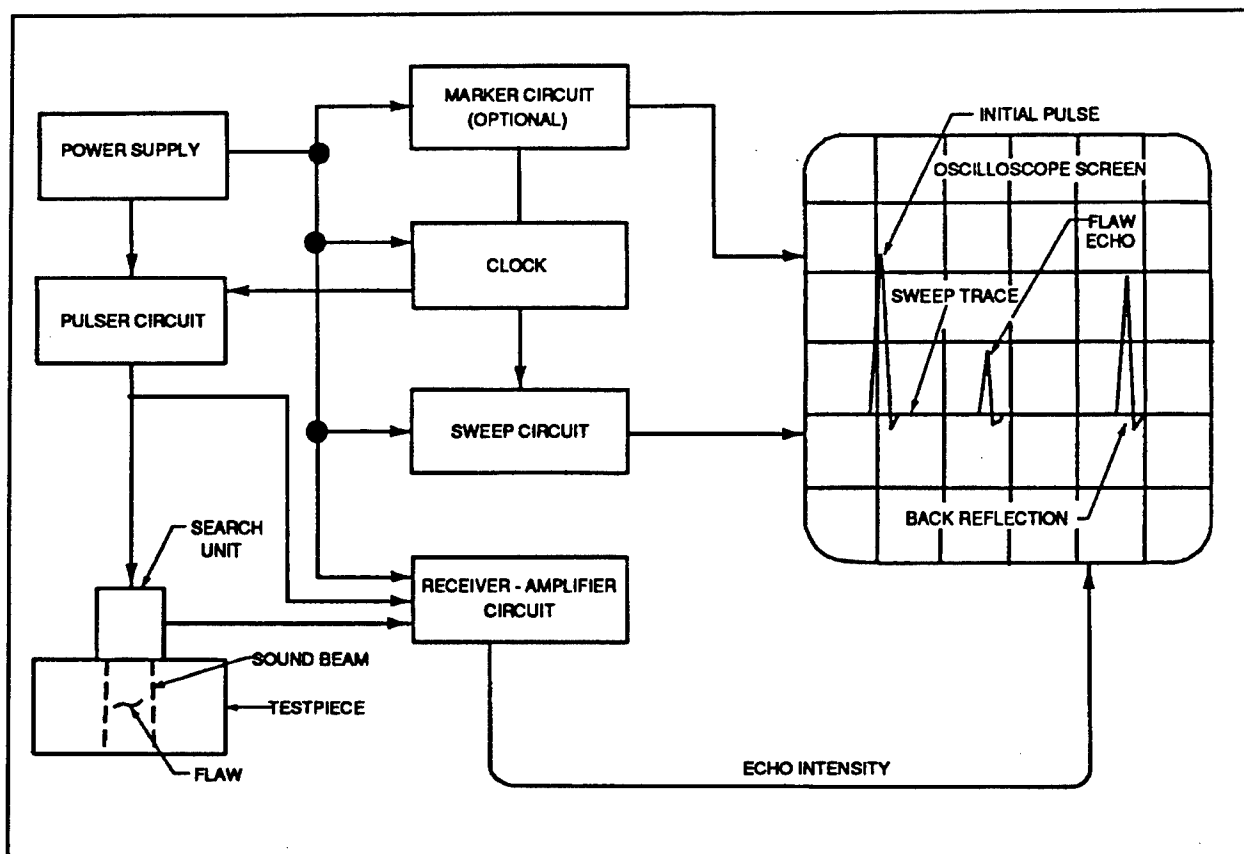 POWER SUPPLY
MARKER CIRCUIT
(OPTIONAL)
INITIAL PULSE
OSCILLOSCOPE SCREEN
FLAW
ECHO
CLOCK
PULSER CIRCUIT
SWEEP TRACE
SWEEP CIRCUIT
BACK REFLECTION
SEARCH
UNIT
RECEIVER - AMPLIFIER
CIRCUIT
SOUND BEAM
TESTPIECE
FLAW
ECHO INTENSITY